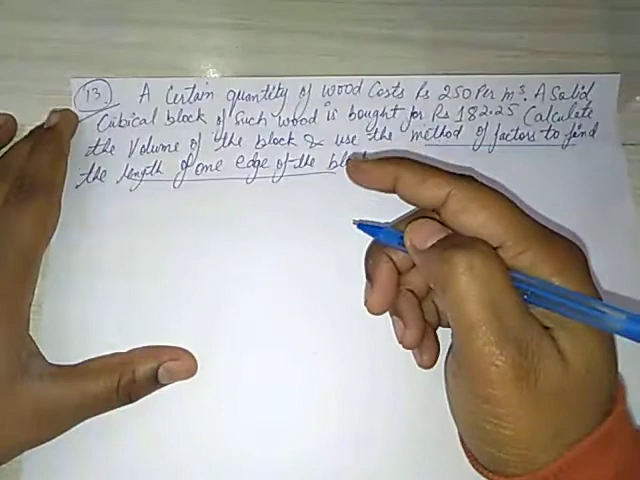 13. A Certain quantity of wood Costs Rs 250 Per m³. A Solid
Cubical block of Such wood is bought for Rs 182.25 Calculate
the Volume of the block & use the method of factors to find
the length of one edge of the